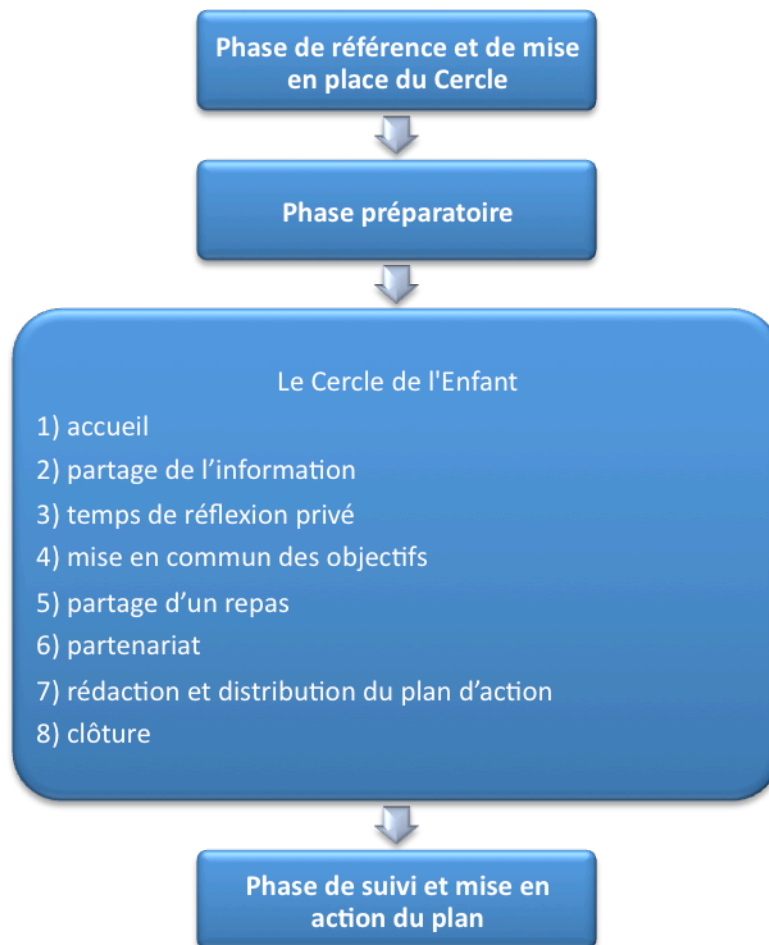 Phase de référence et de mise
en place du Cercle
Phase préparatoire
Le Cercle de l'Enfant
1) accueil
2) partage de l’information
3) temps de réflexion privé
4) mise en commun des objectifs
5) partage d’un repas
6) partenariat
7) rédaction et distribution du plan d’action
8) clôture
Phase de suivi et mise en
action du plan